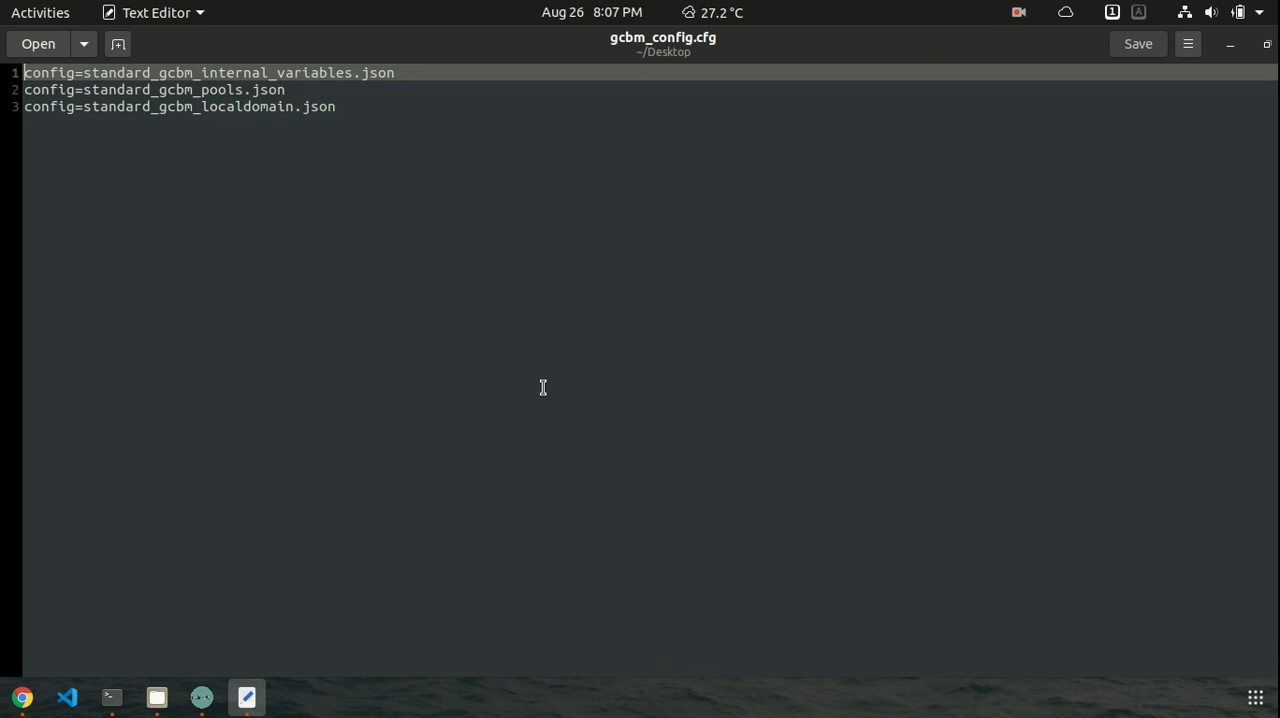 Activities Text Editor Aug 26 8:07 PM 27.2 °C 1 A
Open gcbm_config.cfg Save
~/Desktop
1 config=standard_gcbm_internal_variables.json
2 config=standard_gcbm_pools.json
3 config=standard_gcbm_localdomain.json